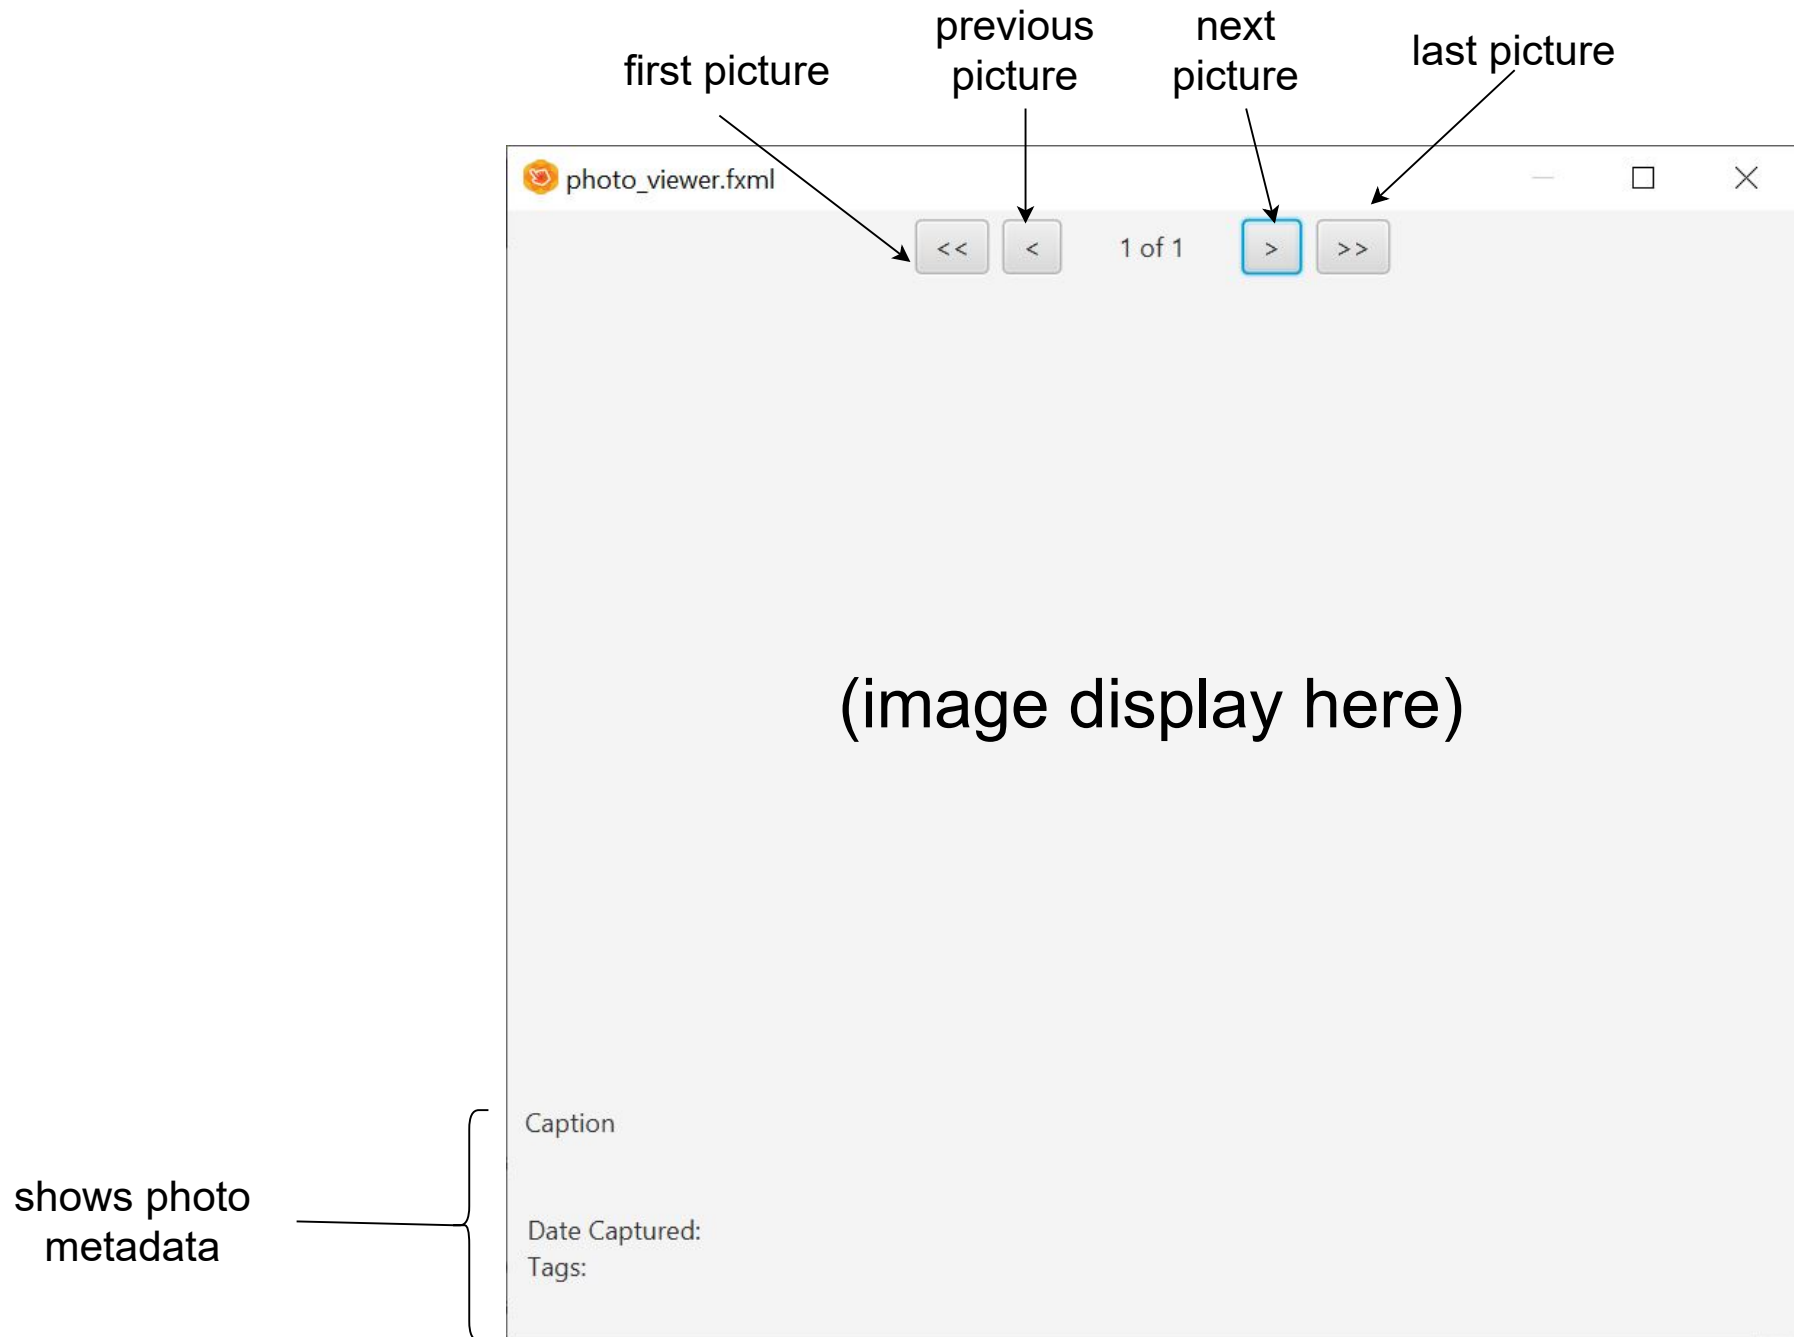 first picture
previous
picture
next
picture
last picture
photo_viewer.fxml
<< < 1 of 1 > >>
(image display here)
Caption
shows photo
metadata
Date Captured:
Tags: